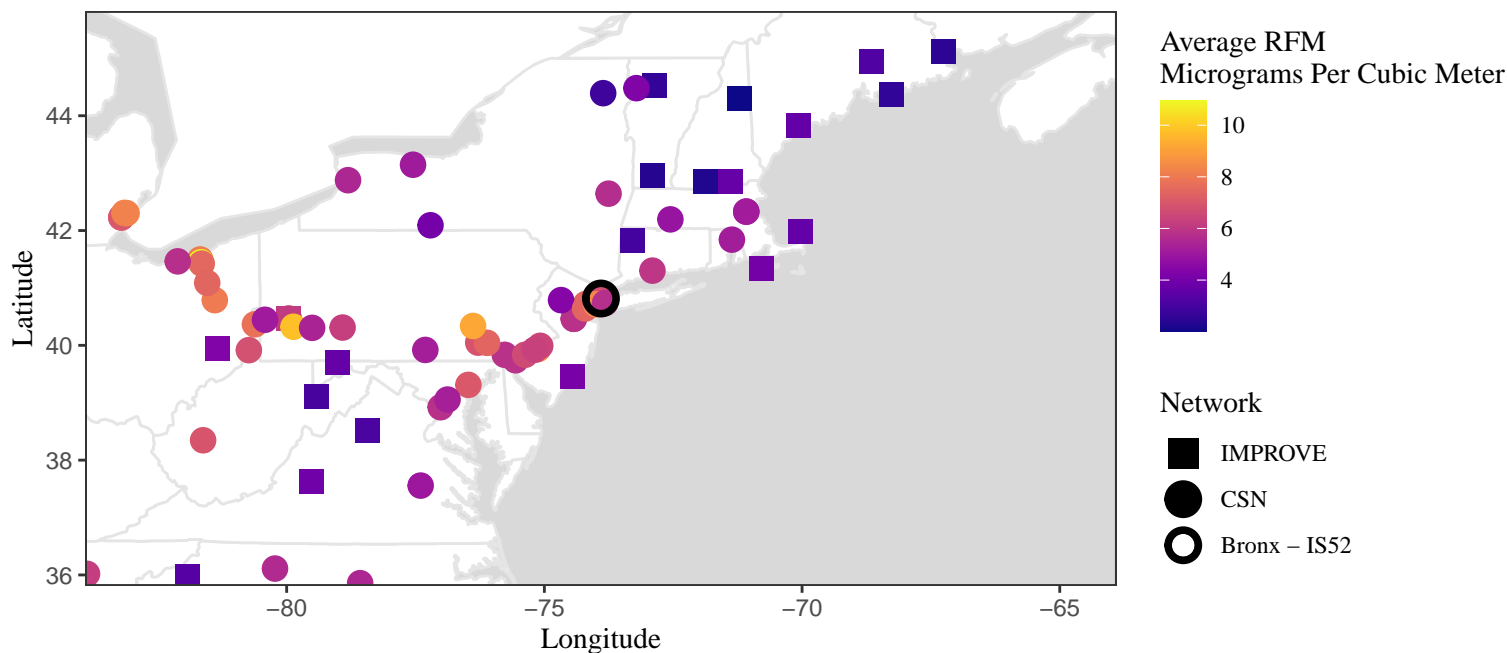 44
42
40
38
36
Latitude
−80
−75
−70
−65
Longitude
Average RFM
Micrograms Per Cubic Meter
10
8
6
4
Network
IMPROVE
CSN
Bronx − IS52